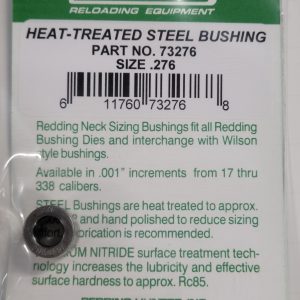 RELOADING EQUIPMENT
HEAT-TREATED STEEL BUSHING
PART NO. 73276
SIZE .276
6 11760 73276 8
Redding Neck Sizing Bushings fit all Redding
Bushing Dies and interchange with Wilson
style bushings.
Available in .001" increments from 17 thru
338 calibers.
STEEL Bushings are heat treated to approx.
and hand polished to reduce sizing
is recommended.
NITRIDE surface treatment tech-
nology increases the lubricity and effective
surface hardness to approx. Rc85.